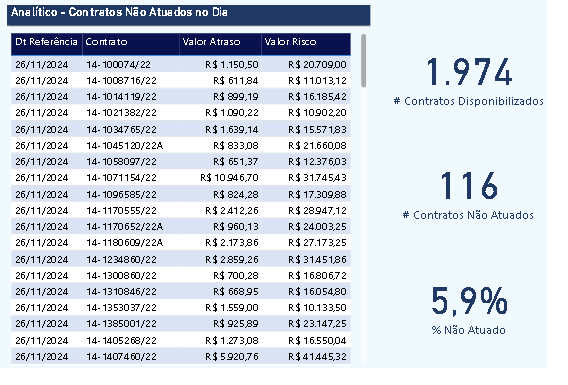 Analítico - Contratos Não Atuados no Dia
Dt Referência Contrato Valor Atraso Valor Risco
26/11/2024 14-100074/22 R$ 1.150,50 R$ 20.709,00
26/11/2024 14-1008716/22 R$ 611,84 R$ 11.013,12
26/11/2024 14-1014119/22 R$ 899,19 R$ 16.185,42
26/11/2024 14-1021382/22 R$ 1.090,22 R$ 10.902,20
26/11/2024 14-1034765/22 R$ 1.639,14 R$ 15.571,83
26/11/2024 14-1045120/22A R$ 833,08 R$ 21.660,08
26/11/2024 14-1058097/22 R$ 651,37 R$ 12.376,03
26/11/2024 14-1071154/22 R$ 10.946,70 R$ 31.745,43
26/11/2024 14-1096585/22 R$ 824,28 R$ 17.309,88
26/11/2024 14-1170555/22 R$ 2.412,26 R$ 28.947,12
26/11/2024 14-1170652/22A R$ 960,13 R$ 24.003,25
26/11/2024 14-1180609/22A R$ 2.173,86 R$ 27.173,25
26/11/2024 14-1234860/22 R$ 2.859,26 R$ 31.451,86
26/11/2024 14-1300860/22 R$ 700,28 R$ 16.806,72
26/11/2024 14-1310846/22 R$ 668,95 R$ 16.054,80
26/11/2024 14-1353037/22 R$ 1.559,00 R$ 10.133,50
26/11/2024 14-1385001/22 R$ 925,89 R$ 23.147,25
26/11/2024 14-1405268/22 R$ 1.273,08 R$ 16.550,04
26/11/2024 14-1407460/22 R$ 5.920,76 R$ 41.445,32
1.974
# Contratos Disponibilizados
116
# Contratos Não Atuados
5,9%
% Não Atuado